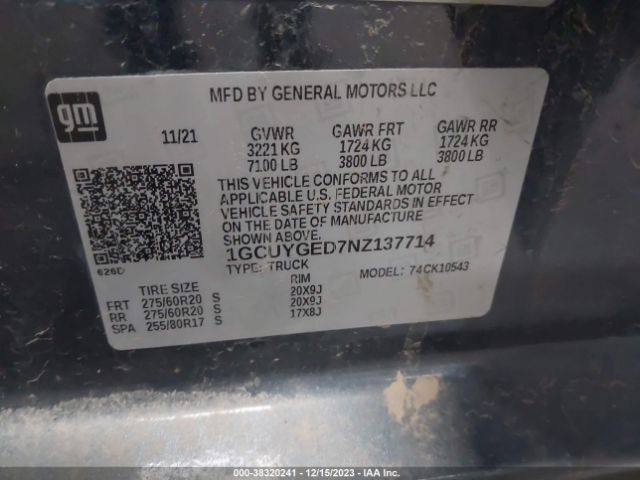 gm
MFD BY GENERAL MOTORS LLC
11/21 GVWR GAWR FRT GAWR RR
3221 KG 1724 KG 1724 KG
7100 LB 3800 LB 3800 LB
THIS VEHICLE CONFORMS TO ALL
APPLICABLE U.S. FEDERAL MOTOR
VEHICLE SAFETY STANDARDS IN EFFECT
ON THE DATE OF MANUFACTURE
SHOWN ABOVE.
1GCUYGED7NZ137714
626D
TYPE: TRUCK MODEL: 74CK10543
TIRE SIZE RIM
FRT 275/60R20 S 20X9J
RR 275/60R20 S 20X9J
SPA 255/80R17 S 17X8J
000-38320241 - 12/15/2023 - IAA Inc.